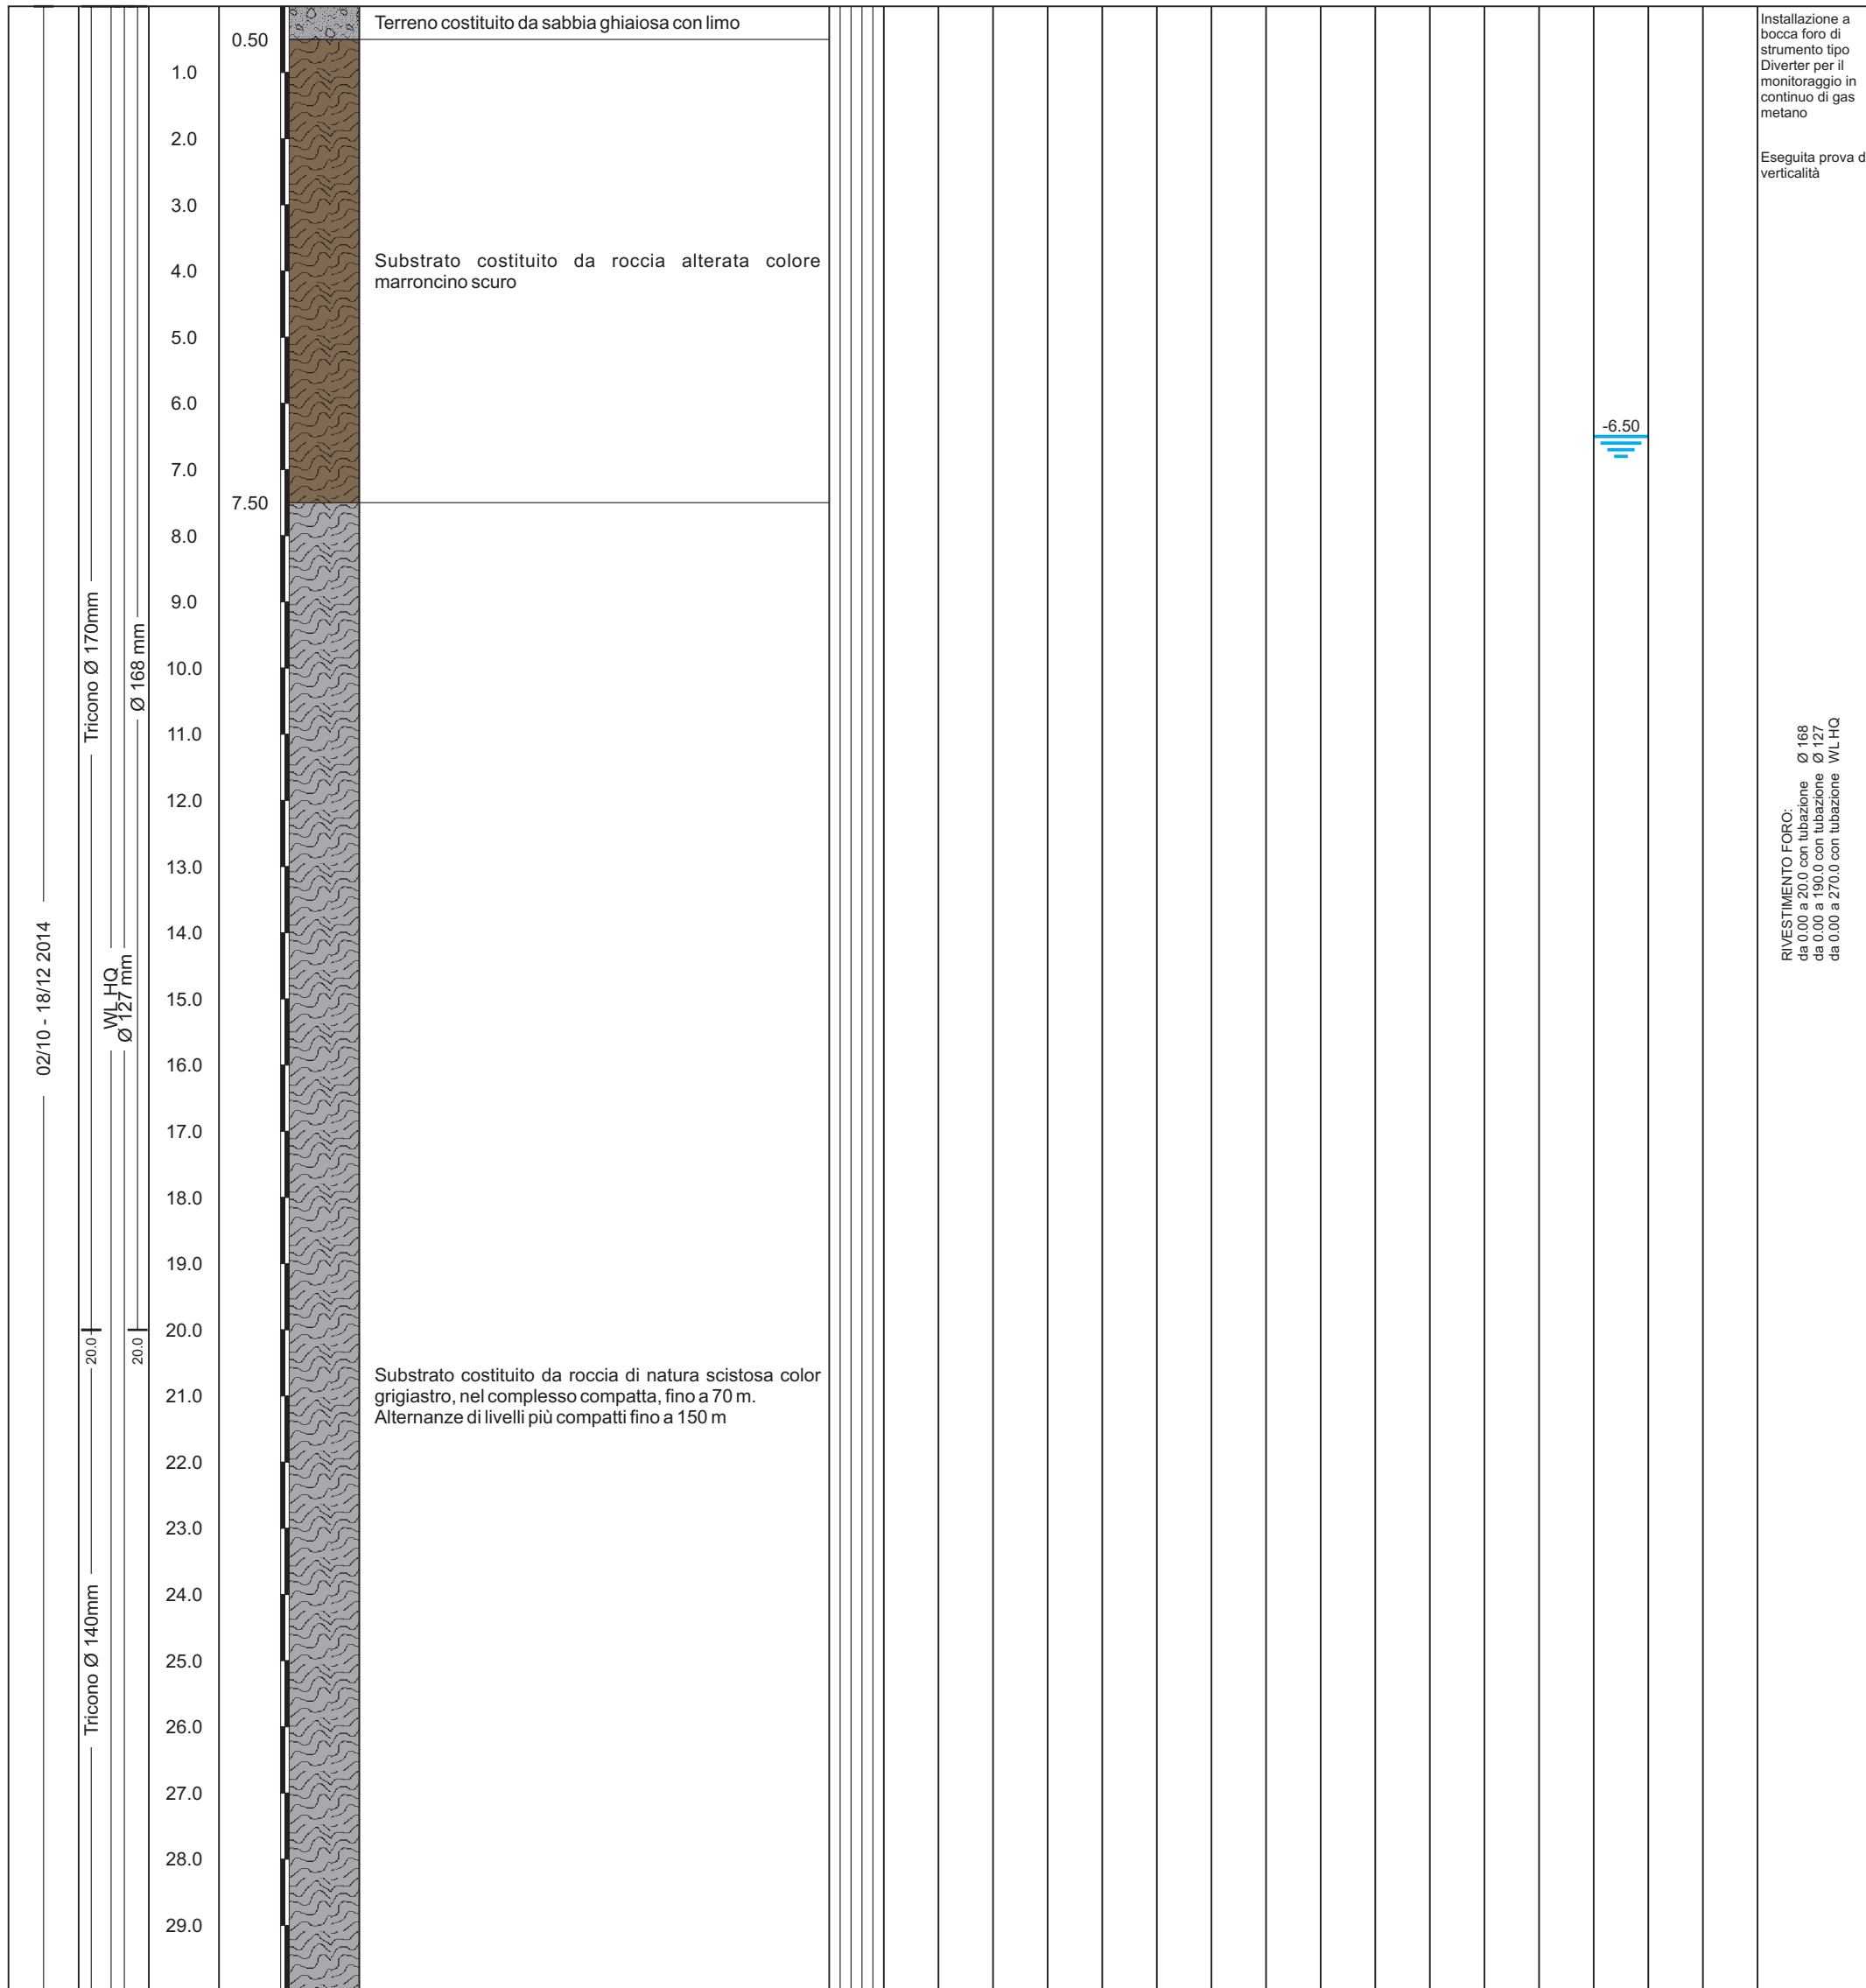 Terreno costituito da sabbia ghiaiosa con limo
0.50
Installazione a
bocca foro di
strumento tipo
Diverter per il
monitoraggio in
continuo di gas
metano
Eseguita prova d
verticalità
1.0
2.0
3.0
Substrato costituito da roccia alterata colore
marroncino scuro
4.0
5.0
6.0
-6.50
7.0
7.50
8.0
9.0
10.0
11.0
12.0
13.0
14.0
15.0
16.0
17.0
18.0
19.0
20.0
Tricono Ø 170mm
Ø 168 mm
02/10 - 18/12 2014
WL HQ
Ø 127 mm
20.0
20.0
RIVESTIMENTO FORO:
da 0.00 a 20.0 con tubazione Ø 168
da 0.00 a 190.0 con tubazione Ø 127
da 0.00 a 270.0 con tubazione WL HQ
Substrato costituito da roccia di natura scistosa color
grigiastro, nel complesso compatta, fino a 70 m.
Alternanze di livelli più compatti fino a 150 m
21.0
22.0
23.0
24.0
Tricono Ø 140mm
25.0
26.0
27.0
28.0
29.0